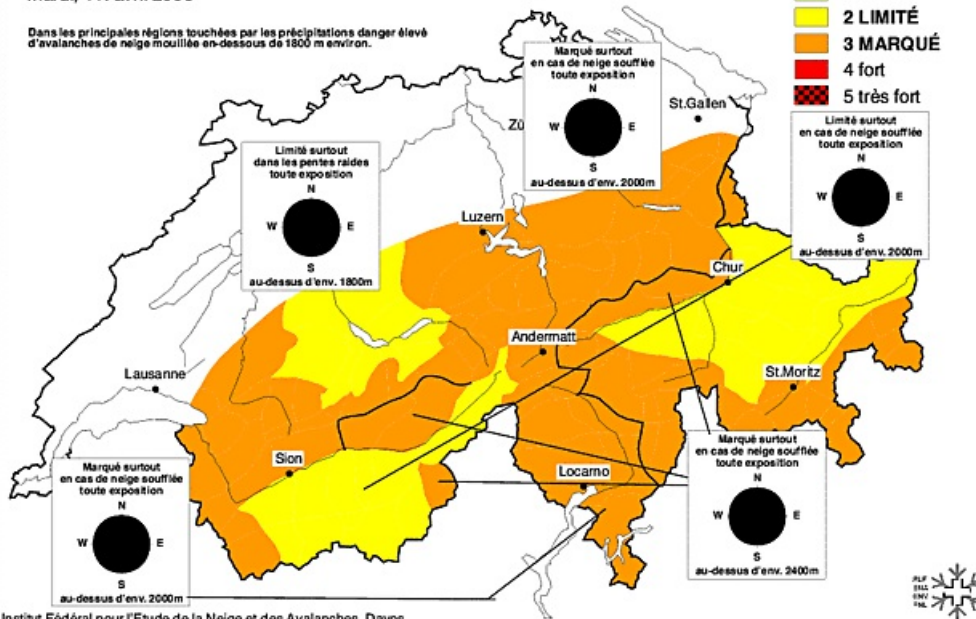 Dans les principales régions touchées par les précipitations danger élevé
d'avalanches de neige mouillée en-dessous de 1800 m environ.
2 LIMITÉ
3 MARQUÉ
4 fort
5 très fort
Marqué surtout
en cas de neige soufflée
toute exposition
N
W E
S
au-dessus d'env. 2000m
St.Gallen
Limité surtout
en cas de neige soufflée
toute exposition
N
W E
S
au-dessus d'env. 2000m
Limité surtout
dans les pentes raides
toute exposition
N
W E
S
au-dessus d'env. 1800m
Luzern
Chur
Andermatt
Lausanne
St.Moritz
Sion
Locarno
Marqué surtout
en cas de neige soufflée
toute exposition
N
W E
S
au-dessus d'env. 2000m
Marqué surtout
en cas de neige soufflée
toute exposition
N
W E
S
au-dessus d'env. 2400m
SLF
Institut Fédéral pour l'Etude de la Neige et des Avalanches, Davos